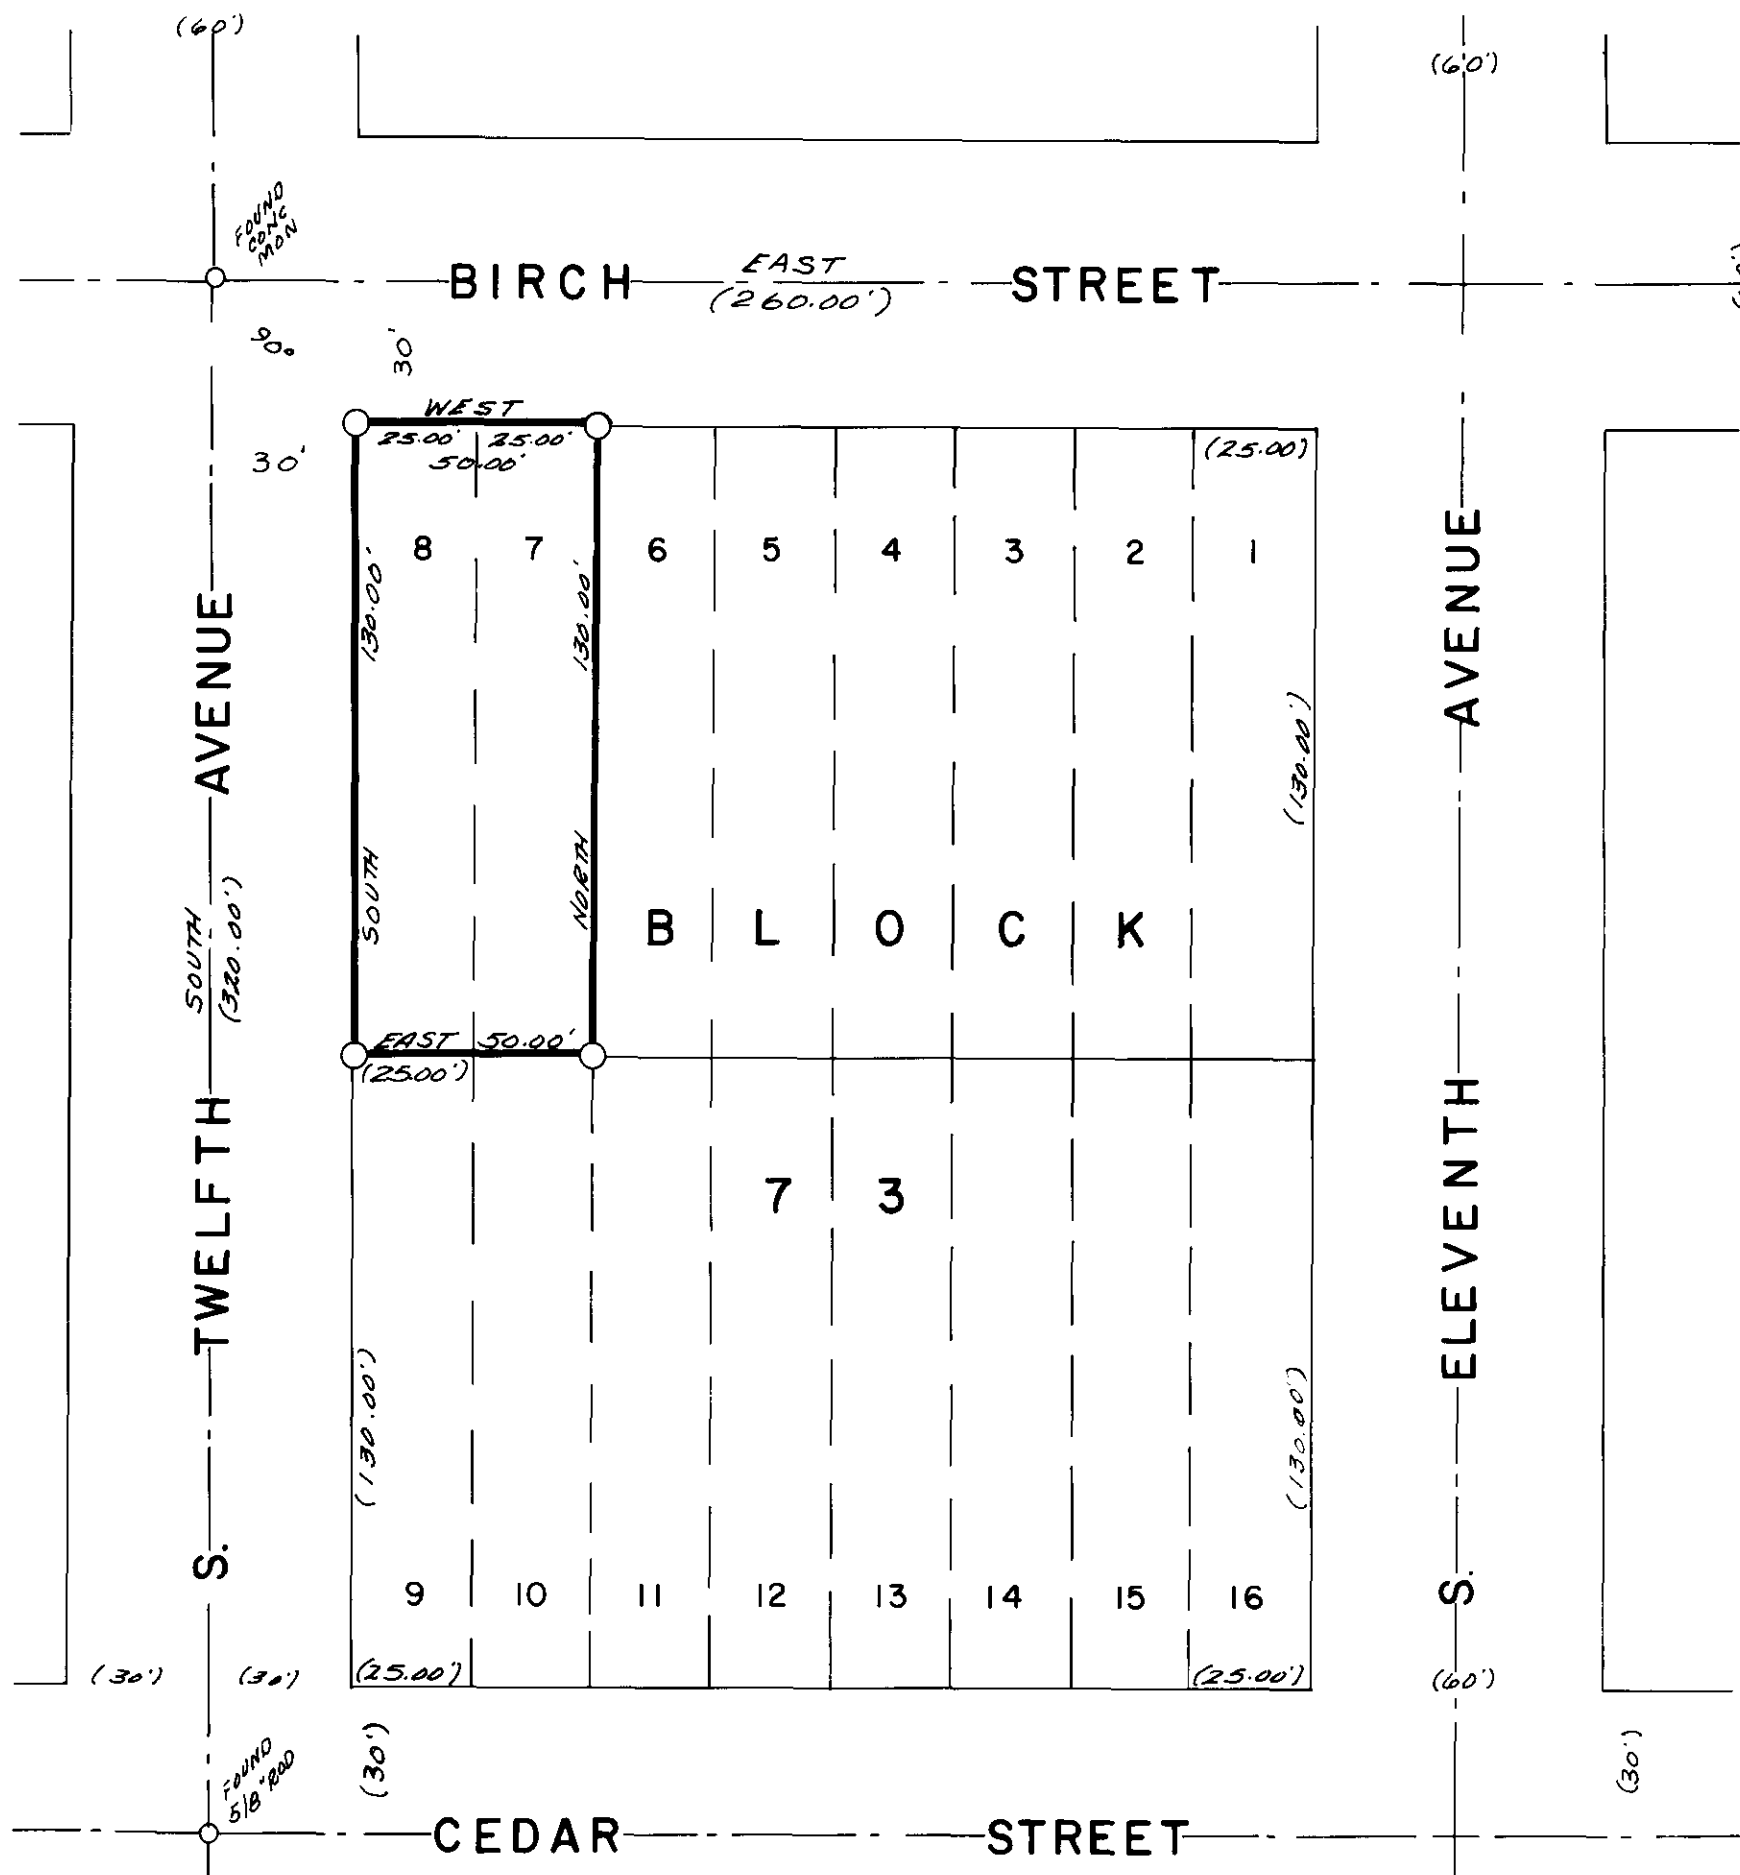 (60')
(60')
FOUND
CONC
MON
BIRCH STREET
EAST
(260.00')
90°
30'
30'
WEST
25.00' 25.00'
50.00'
(25.00')
8 7 6 5 4 3 2 1
130.00'
130.00'
(130.00')
SOUTH
NORTH
BLOCK
73
SOUTH
(320.00')
EAST 50.00'
(25.00')
S. TWELFTH AVENUE
S. ELEVENTH AVENUE
(130.00')
(130.00')
9 10 11 12 13 14 15 16
(30') (30') (25.00') (25.00') (60')
(30')
(30')
FOUND
5/8" ROD
CEDAR STREET